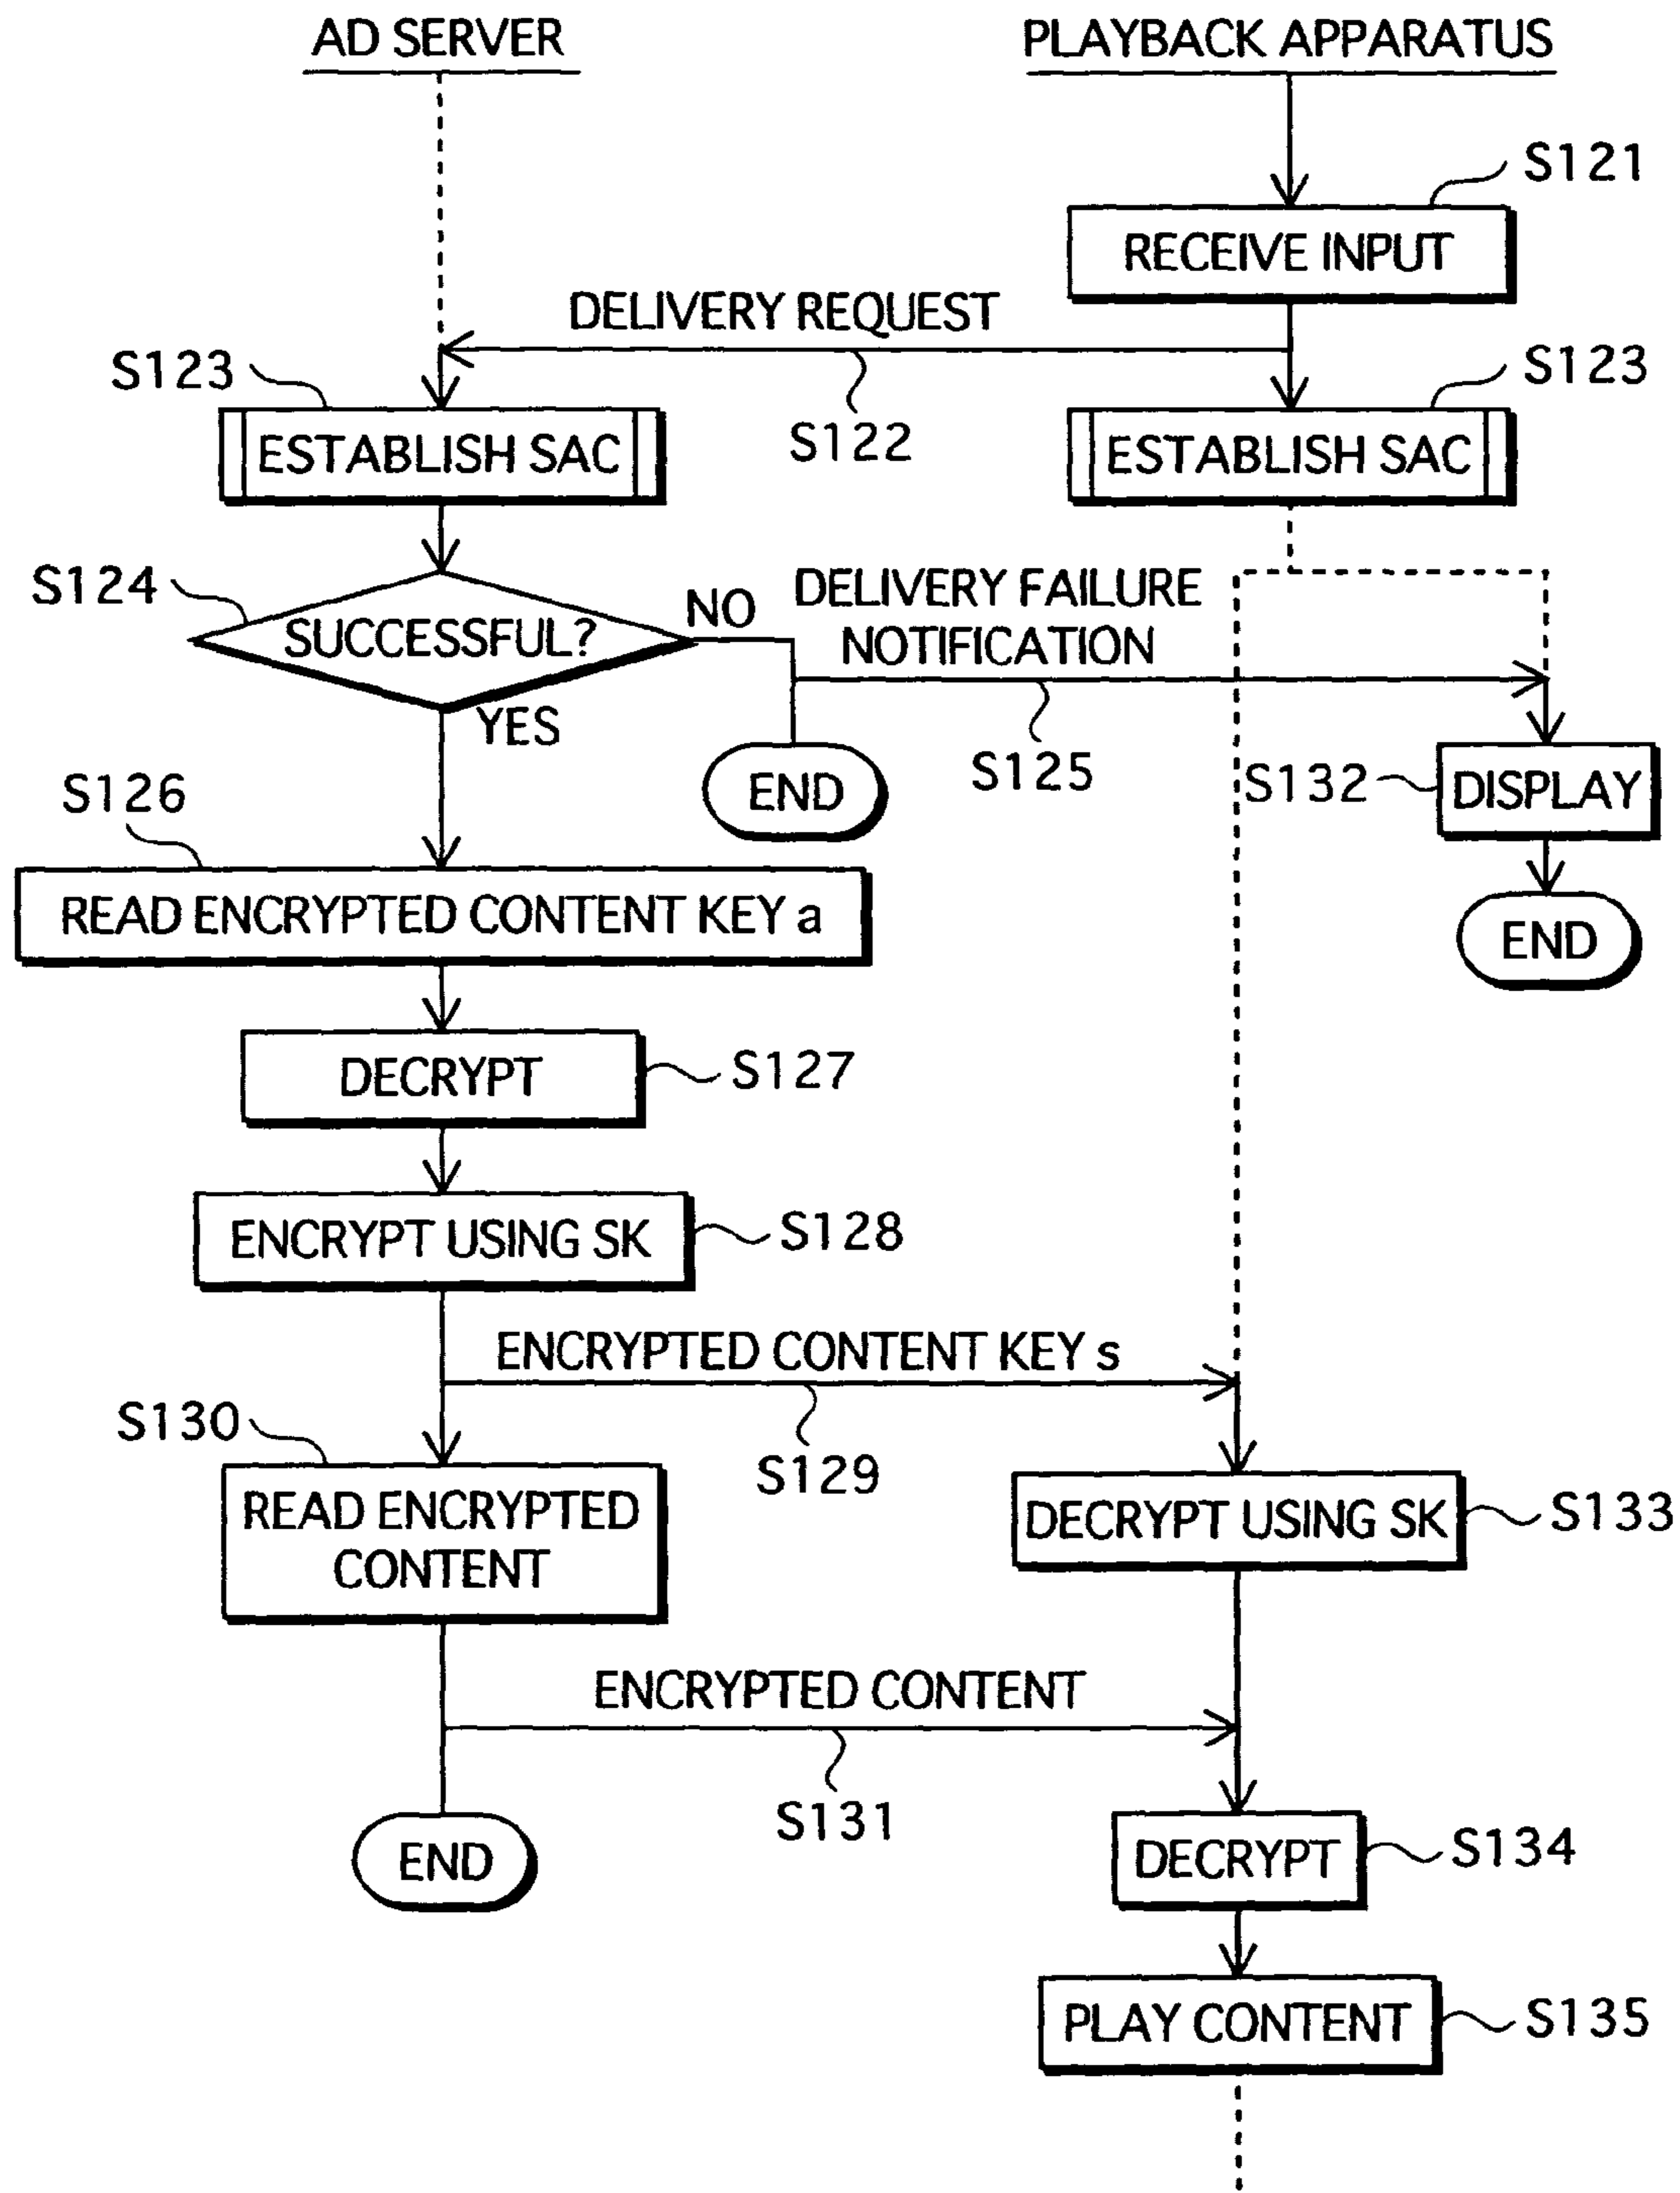 AD SERVER
PLAYBACK APPARATUS
S121
RECEIVE INPUT
DELIVERY REQUEST
S123
S122
S123
ESTABLISH SAC
ESTABLISH SAC
S124
SUCCESSFUL?
NO
YES
DELIVERY FAILURE
NOTIFICATION
S125
END
S132
DISPLAY
END
S126
READ ENCRYPTED CONTENT KEY a
DECRYPT
S127
ENCRYPT USING SK
S128
ENCRYPTED CONTENT KEY s
S129
S130
READ ENCRYPTED
CONTENT
DECRYPT USING SK
S133
ENCRYPTED CONTENT
S131
END
DECRYPT
S134
PLAY CONTENT
S135